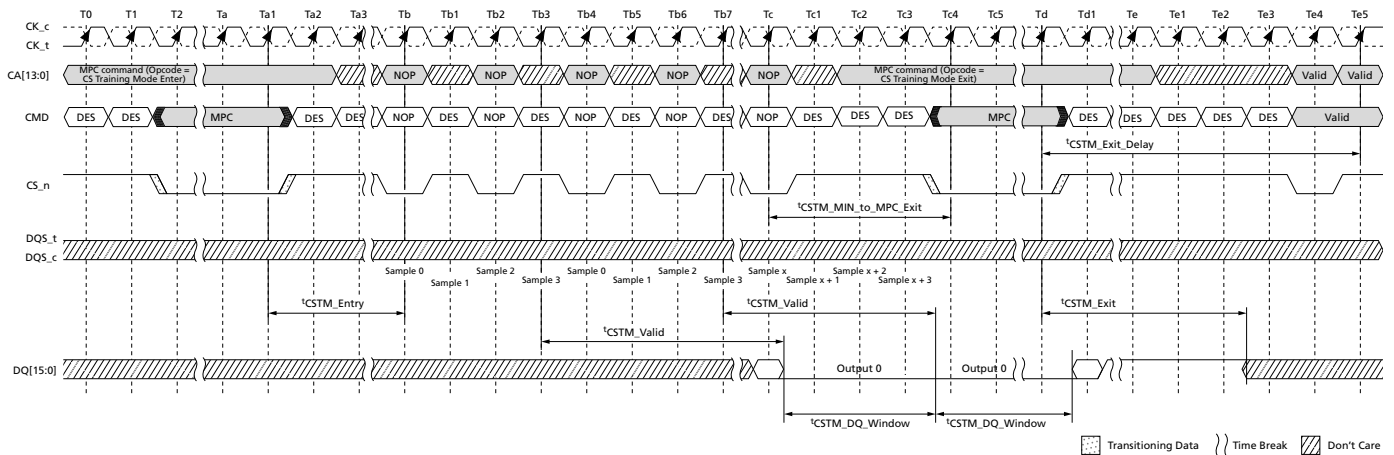 T0 T1 T2 Ta Ta1 Ta2 Ta3 Tb Tb1 Tb2 Tb3 Tb4 Tb5 Tb6 Tb7 Tc Tc1 Tc2 Tc3 Tc4 Tc5 Td Td1 Te Te1 Te2 Te3 Te4 Te5
CK_c
CK_t
CA[13:0] MPC command (Opcode = CS Training Mode Enter) NOP NOP NOP NOP NOP MPC command (Opcode = CS Training Mode Exit) Valid Valid
CMD DES DES MPC DES DES NOP DES NOP DES NOP DES NOP DES NOP DES DES DES MPC DES DES DES DES DES Valid
tCSTM_Exit_Delay
CS_n
tCSTM_MIN_to_MPC_Exit
DQS_t
DQS_c
Sample 0 Sample 2 Sample 0 Sample 2 Sample x Sample x + 2
Sample 1 Sample 3 Sample 1 Sample 3 Sample x + 1 Sample x + 3
tCSTM_Entry tCSTM_Valid tCSTM_Exit
tCSTM_Valid
DQ[15:0] Output 0 Output 0
tCSTM_DQ_Window tCSTM_DQ_Window
Transitioning Data Time Break Don't Care